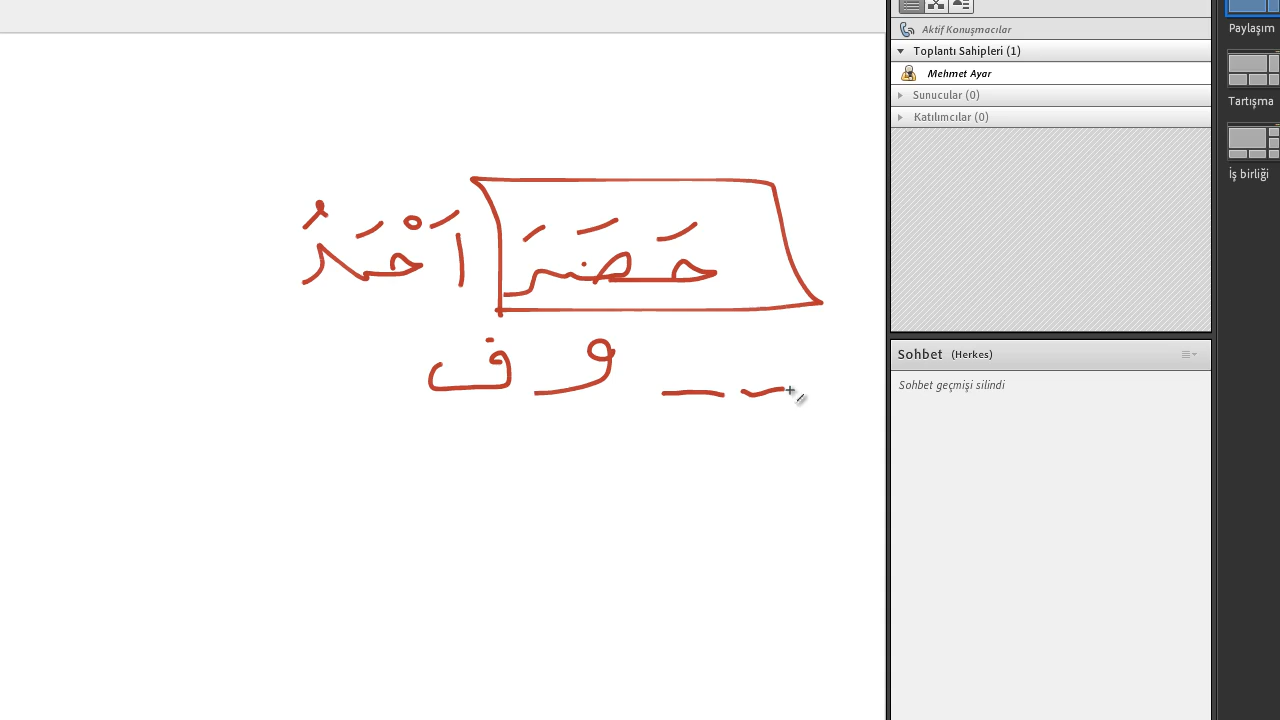 Aktif Konuşmacılar
Toplantı Sahipleri (1)
Mehmet Ayar
Sunucular (0)
Katılımcılar (0)
Paylaşım
Tartışma
İş birliği
حَضَرَ أَحْمَدُ
و ف
Sohbet (Herkes)
Sohbet geçmişi silindi